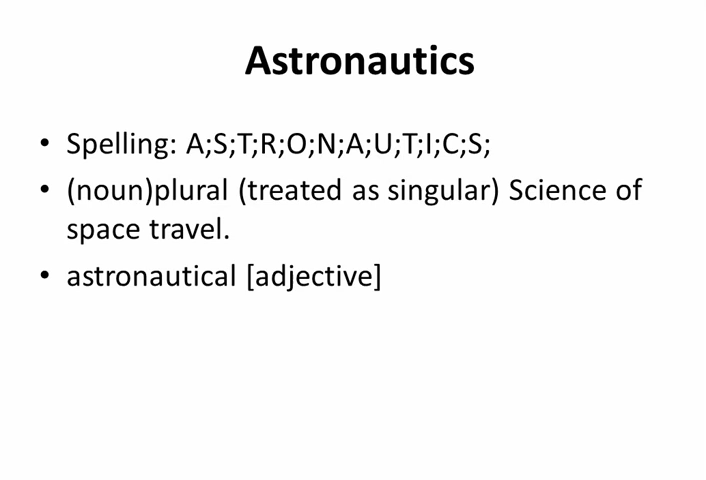 Astronautics
• Spelling: A;S;T;R;O;N;A;U;T;I;C;S;
• (noun)plural (treated as singular) Science of
space travel.
• astronautical [adjective]